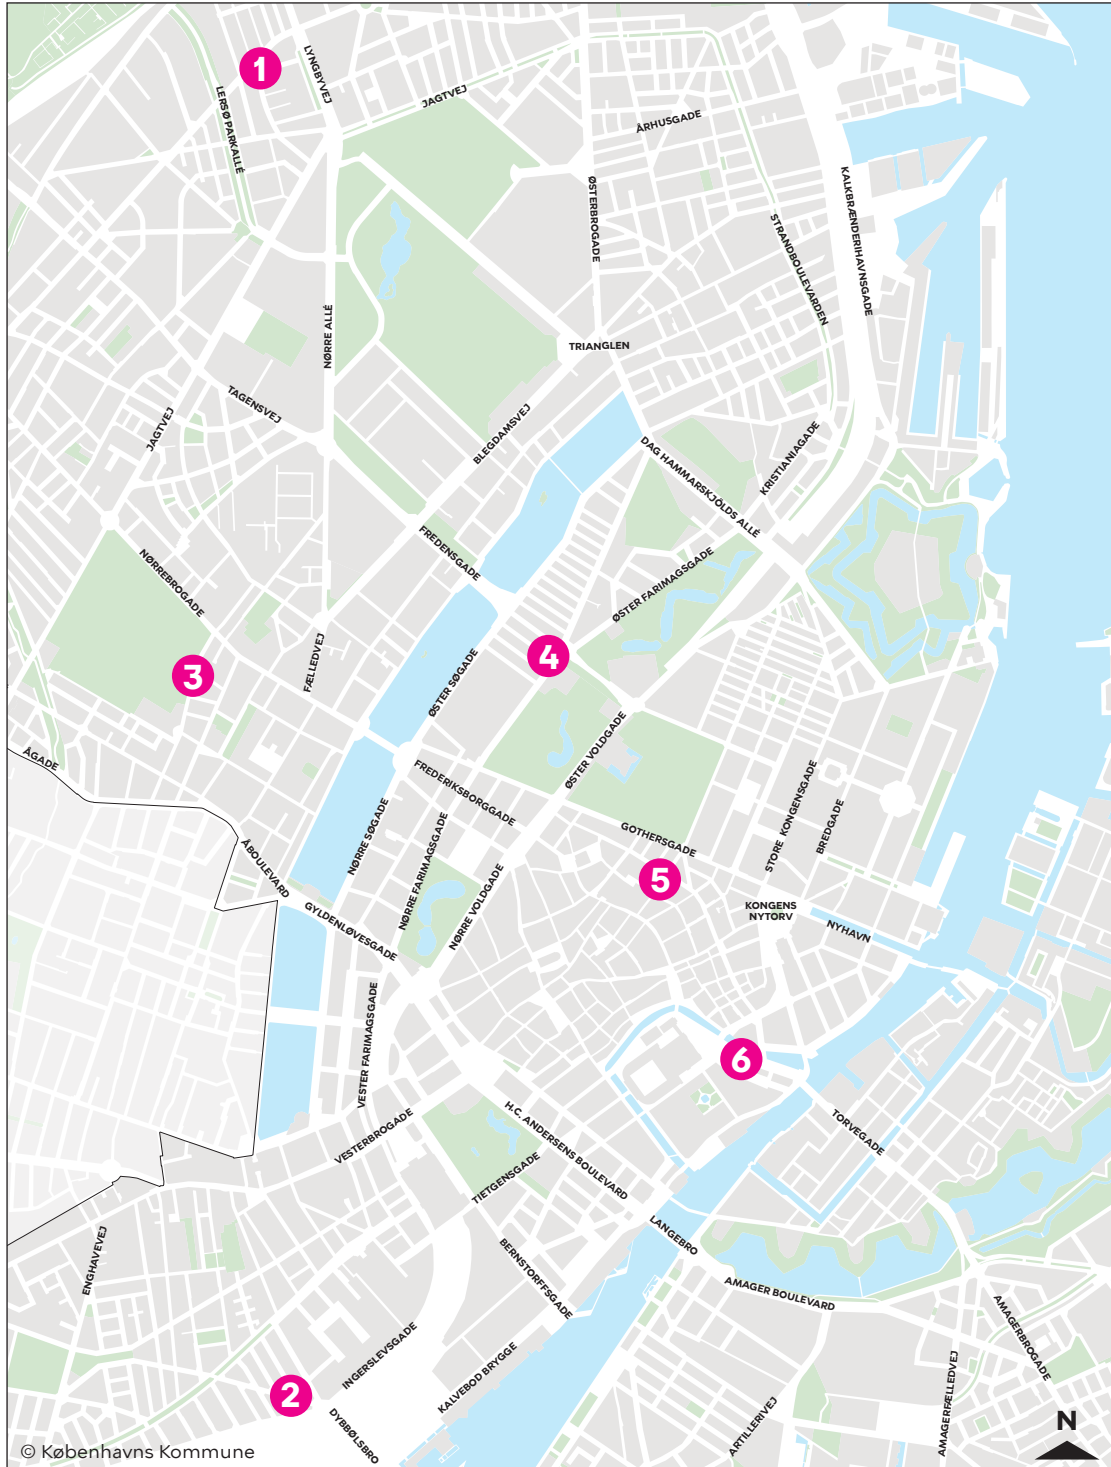 1
LYNGBYVEJ
LERSØ PARKALLÉ
JAGTVEJ
ÅRHUSGADE
ØSTERBROGADE
KALKBRÆNDERIHAVNSGADE
STRANDBOULEVARDEN
NØRRE ALLÉ
TRIANGLEN
TAGENSVEJ
JAGTVEJ
BLEGDAMSVEJ
DAG HAMMARSKJÖLDS ALLÉ
KRISTIANIAGADE
FREDENSGADE
NØRREBROGADE
ØSTER FARIMAGSGADE
3
FÆLLEDVEJ
4
ØSTER SØGADE
ØSTER VOLDGADE
ÅGADE
FREDERIKSBORGGADE
STORE KONGENSGADE
BREDGADE
GOTHERSGADE
NØRRE SØGADE
NØRRE FARIMAGSGADE
ÅBOULEVARD
5
NØRRE VOLDGADE
KONGENS
NYTORV
NYHAVN
GYLDENLØVESGADE
VESTER FARIMAGSGADE
6
VESTERBROGADE
H.C. ANDERSENS BOULEVARD
TORVEGADE
TIETGENSGADE
LANGEBRO
ENGHAVEVEJ
BERNSTORFFSGADE
AMAGER BOULEVARD
AMAGERBROGADE
INGERSLEVSGADE
KALVEBOD BRYGGE
2
DYBBØLSBRO
ARTILLERIVEJ
AMAGERFÆLLEDVEJ
N
© Københavns Kommune